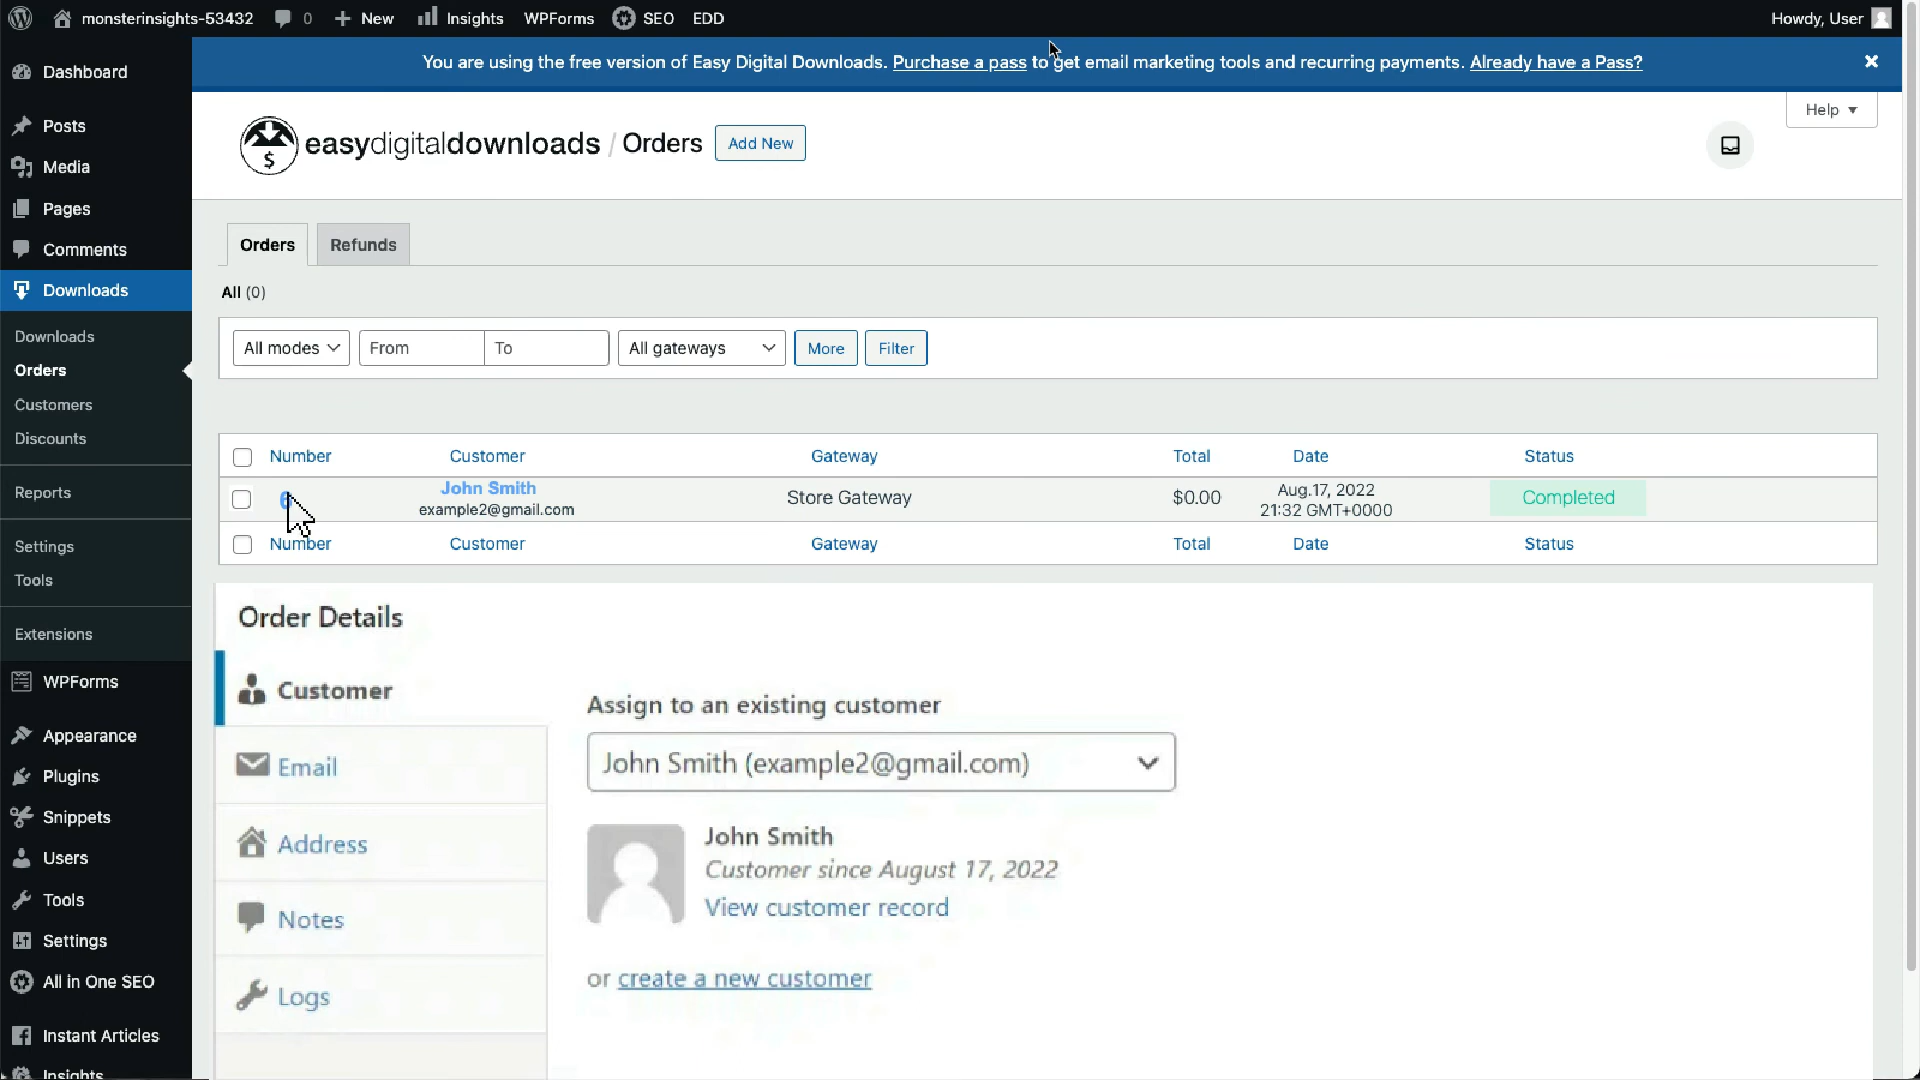 monsterinsights-53432 0 New Insights WPForms SEO EDD Howdy, User
You are using the free version of Easy Digital Downloads. Purchase a pass to get email marketing tools and recurring payments. Already have a Pass?
Help
easydigitaldownloads / Orders Add New
Orders Refunds
All (0)
All modes From To All gateways More Filter
Number Customer Gateway Total Date Status
John Smith Store Gateway $0.00 Aug.17, 2022 Completed
example2@gmail.com 21:32 GMT+0000
Number Customer Gateway Total Date Status
Order Details
Customer
Email
Address
Notes
Logs
Assign to an existing customer
John Smith (example2@gmail.com)
John Smith
Customer since August 17, 2022
View customer record
or create a new customer
Dashboard
Posts
Media
Pages
Comments
Downloads
Downloads
Orders
Customers
Discounts
Reports
Settings
Tools
Extensions
WPForms
Appearance
Plugins
Snippets
Users
Tools
Settings
All in One SEO
Instant Articles
Insights